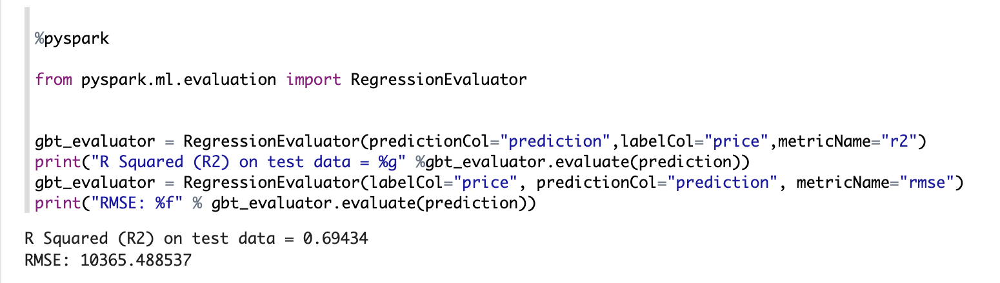 %pyspark
from pyspark.ml.evaluation import RegressionEvaluator
gbt_evaluator = RegressionEvaluator(predictionCol="prediction",labelCol="price",metricName="r2")
print("R Squared (R2) on test data = %g" %gbt_evaluator.evaluate(prediction))
gbt_evaluator = RegressionEvaluator(labelCol="price", predictionCol="prediction", metricName="rmse")
print("RMSE: %f" % gbt_evaluator.evaluate(prediction))
R Squared (R2) on test data = 0.69434
RMSE: 10365.488537